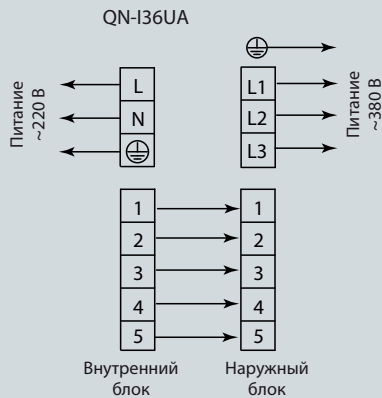 QN-I36UA
Питание
~220 В
L
N
L1
L2
L3
Питание
~380 В
1
2
3
4
5
1
2
3
4
5
Внутренний
блок
Наружный
блок